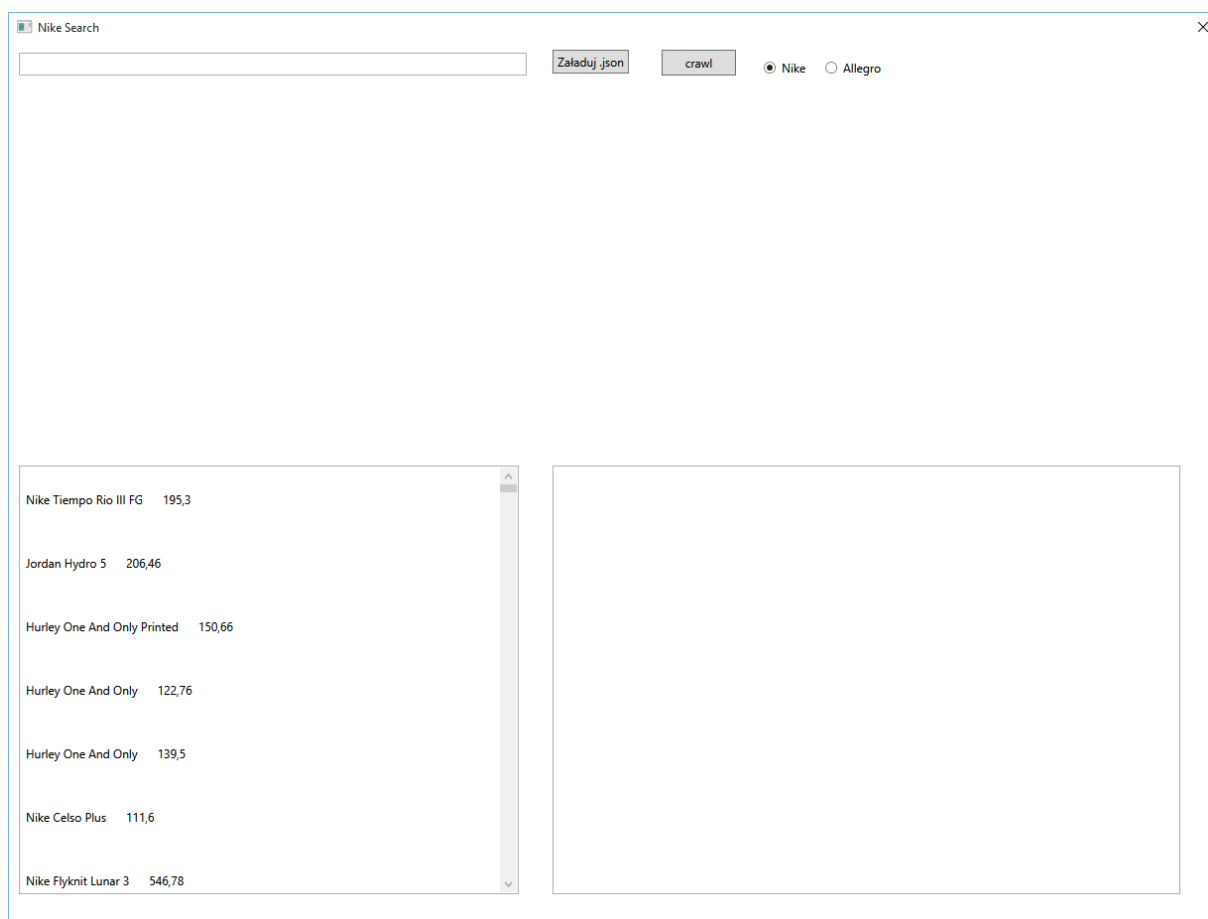 Nike Search
Załaduj .json crawl Nike Allegro
Nike Tiempo Rio III FG 195,3
Jordan Hydro 5 206,46
Hurley One And Only Printed 150,66
Hurley One And Only 122,76
Hurley One And Only 139,5
Nike Celso Plus 111,6
Nike Flyknit Lunar 3 546,78